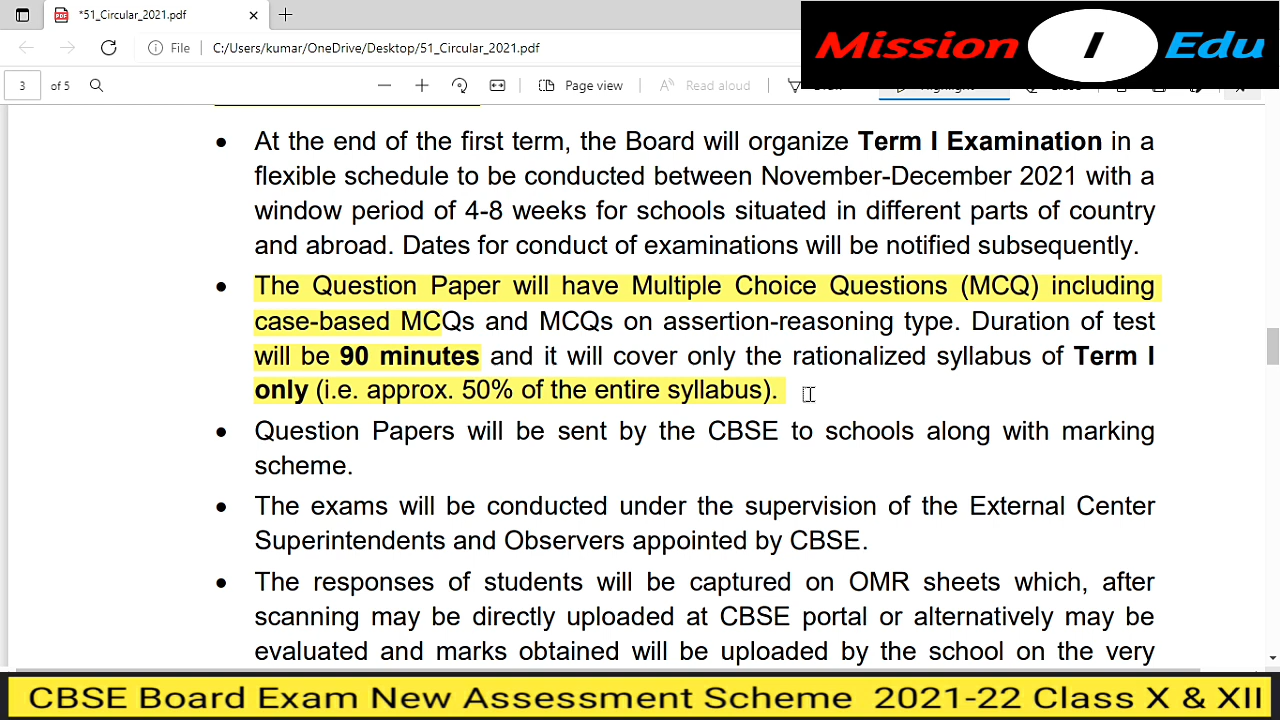 *51_Circular_2021.pdf
File C:/Users/kumar/OneDrive/Desktop/51_Circular_2021.pdf
Mission I Edu
3 of 5 Page view Read aloud
At the end of the first term, the Board will organize Term I Examination in a
flexible schedule to be conducted between November-December 2021 with a
window period of 4-8 weeks for schools situated in different parts of country
and abroad. Dates for conduct of examinations will be notified subsequently.
The Question Paper will have Multiple Choice Questions (MCQ) including
case-based MCQs and MCQs on assertion-reasoning type. Duration of test
will be 90 minutes and it will cover only the rationalized syllabus of Term I
only (i.e. approx. 50% of the entire syllabus).
Question Papers will be sent by the CBSE to schools along with marking
scheme.
The exams will be conducted under the supervision of the External Center
Superintendents and Observers appointed by CBSE.
The responses of students will be captured on OMR sheets which, after
scanning may be directly uploaded at CBSE portal or alternatively may be
evaluated and marks obtained will be uploaded by the school on the very
CBSE Board Exam New Assessment Scheme 2021-22 Class X & XII